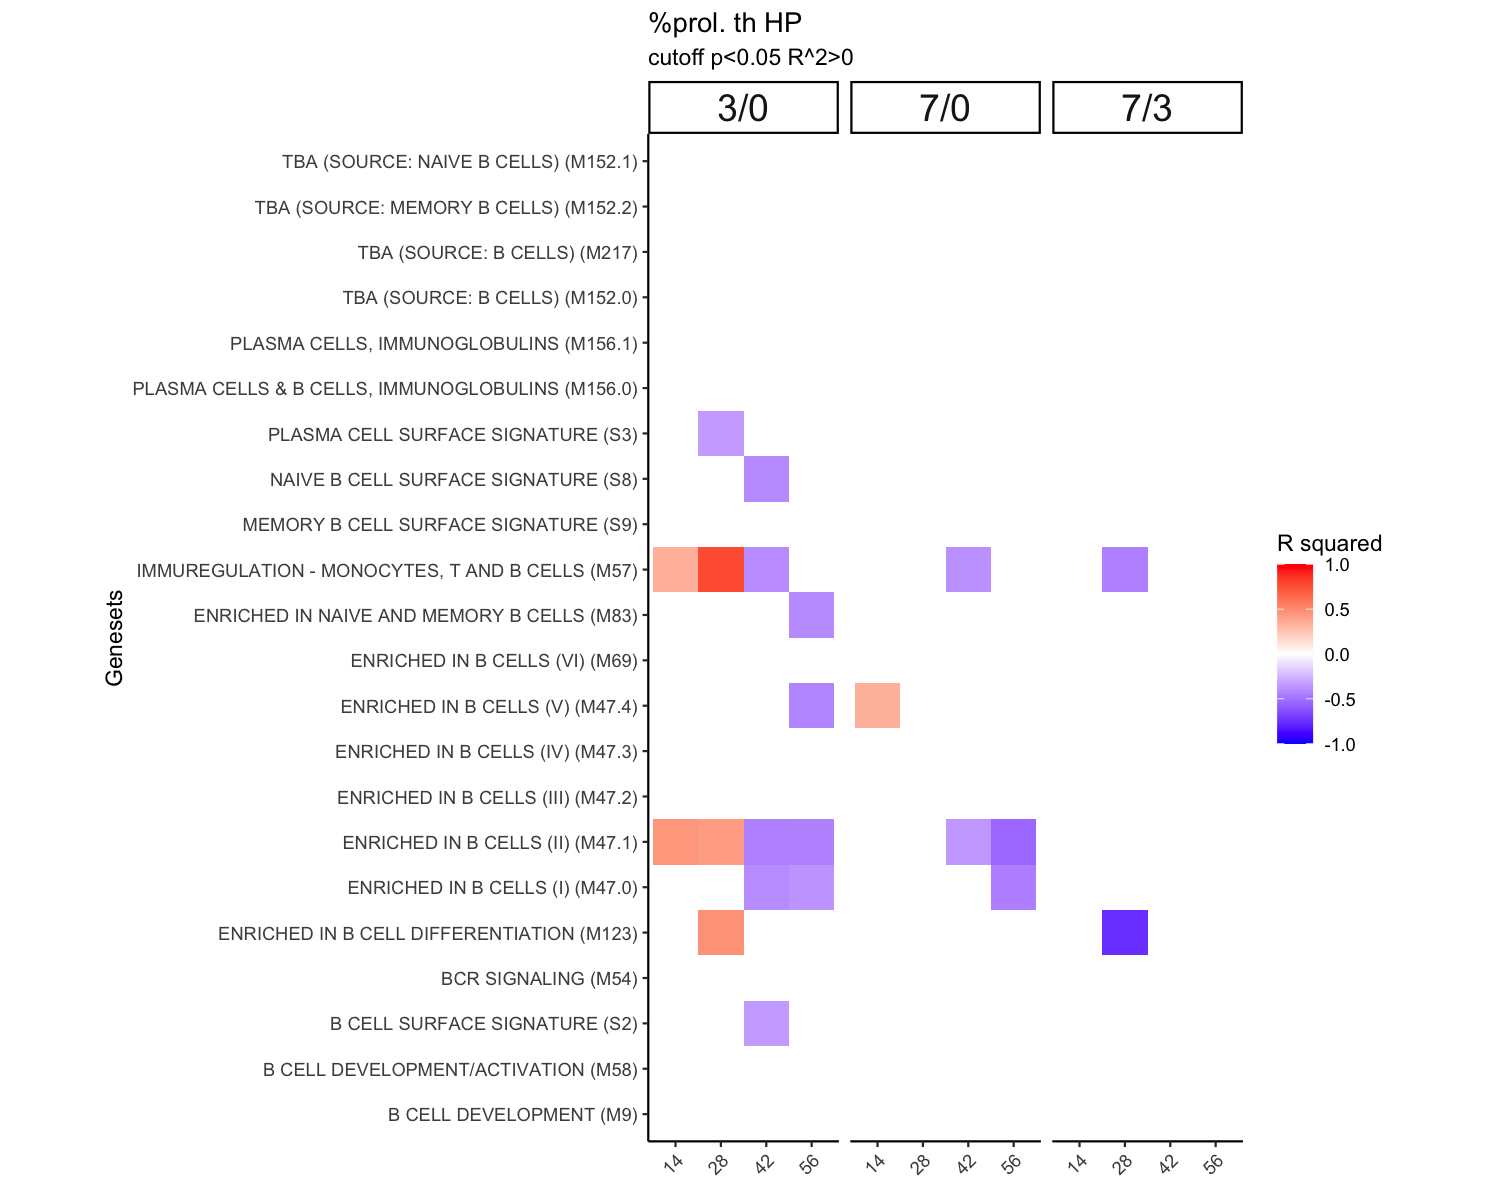 %prol. th HP
cutoff p<0.05 R^2>0
3/0 7/0 7/3
TBA (SOURCE: NAIVE B CELLS) (M152.1)
TBA (SOURCE: MEMORY B CELLS) (M152.2)
TBA (SOURCE: B CELLS) (M217)
TBA (SOURCE: B CELLS) (M152.0)
PLASMA CELLS, IMMUNOGLOBULINS (M156.1)
PLASMA CELLS & B CELLS, IMMUNOGLOBULINS (M156.0)
PLASMA CELL SURFACE SIGNATURE (S3)
NAIVE B CELL SURFACE SIGNATURE (S8)
MEMORY B CELL SURFACE SIGNATURE (S9)
IMMUREGULATION - MONOCYTES, T AND B CELLS (M57)
ENRICHED IN NAIVE AND MEMORY B CELLS (M83)
ENRICHED IN B CELLS (VI) (M69)
ENRICHED IN B CELLS (V) (M47.4)
ENRICHED IN B CELLS (IV) (M47.3)
ENRICHED IN B CELLS (III) (M47.2)
ENRICHED IN B CELLS (II) (M47.1)
ENRICHED IN B CELLS (I) (M47.0)
ENRICHED IN B CELL DIFFERENTIATION (M123)
BCR SIGNALING (M54)
B CELL SURFACE SIGNATURE (S2)
B CELL DEVELOPMENT/ACTIVATION (M58)
B CELL DEVELOPMENT (M9)
Genesets
14 28 42 56 14 28 42 56 14 28 42 56
R squared
1.0
0.5
0.0
-0.5
-1.0